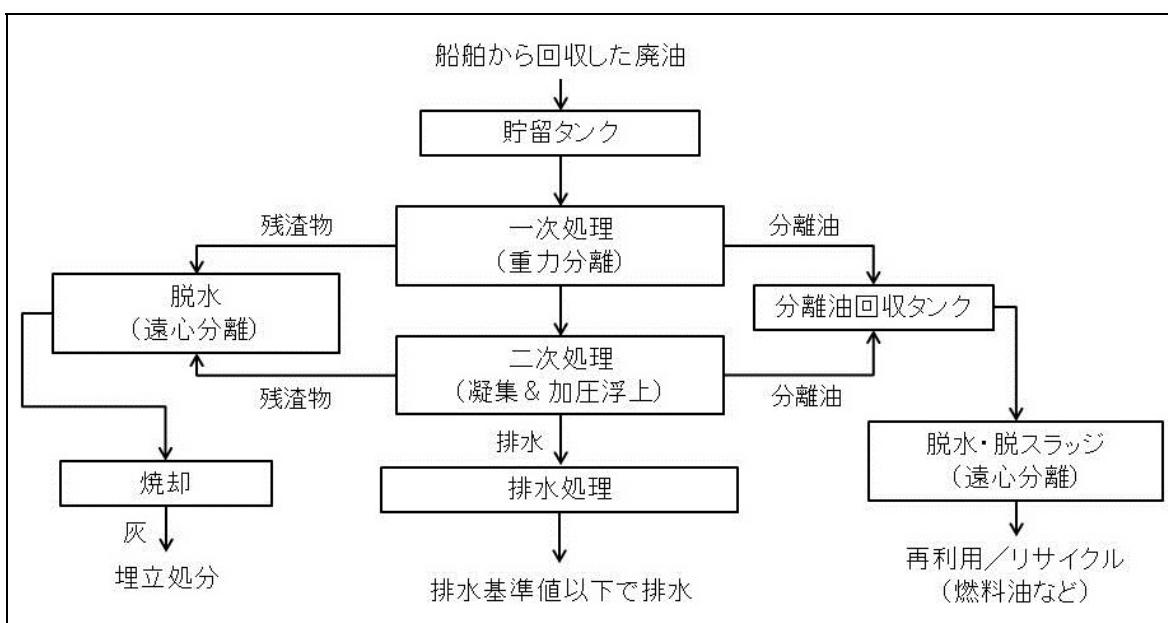 船舶から回収した廃油
貯留タンク
残渣物
一次処理
(重力分離)
分離油
脱水
(遠心分離)
分離油回収タンク
二次処理
(凝集&加圧浮上)
残渣物
分離油
排水
焼却
排水処理
脱水・脱スラッジ
(遠心分離)
灰
埋立処分
排水基準値以下で排水
再利用／リサイクル
(燃料油など)